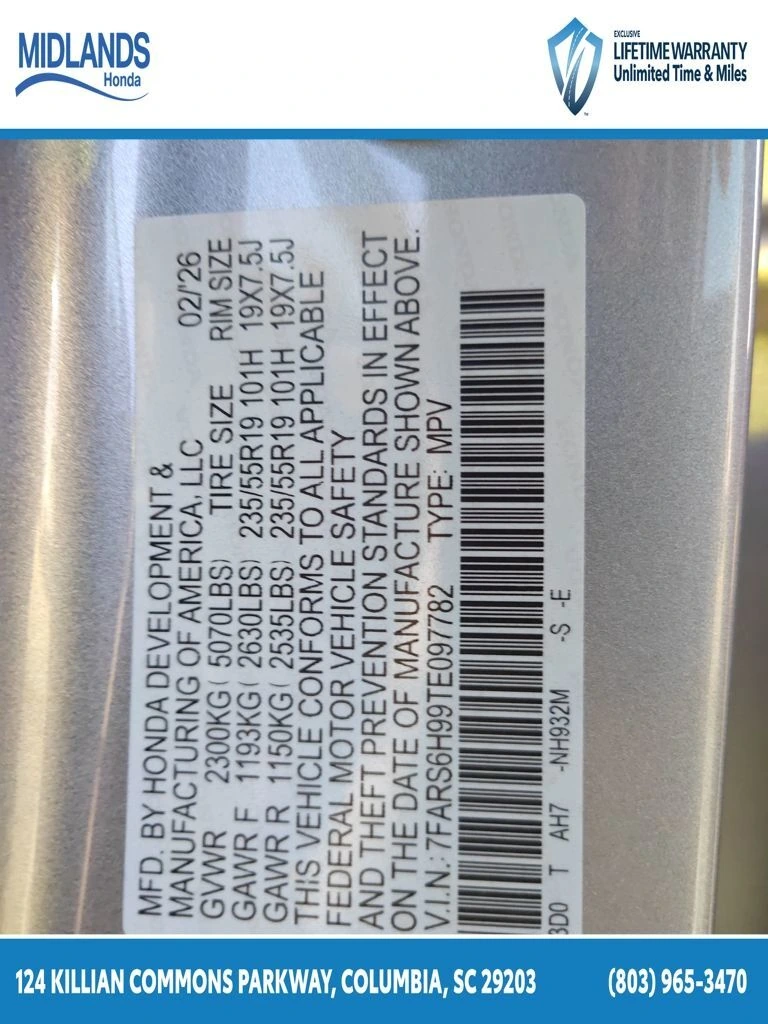 MIDLANDS
Honda
EXCLUSIVE
LIFETIME WARRANTY
Unlimited Time & Miles
MFD. BY HONDA DEVELOPMENT &
MANUFACTURING OF AMERICA, LLC 02/'26
GVWR 2300KG( 5070LBS) TIRE SIZE RIM SIZE
GAWR F 1193KG( 2630LBS) 235/55R19 101H 19X7.5J
GAWR R 1150KG( 2535LBS) 235/55R19 101H 19X7.5J
THIS VEHICLE CONFORMS TO ALL APPLICABLE
FEDERAL MOTOR VEHICLE SAFETY
AND THEFT PREVENTION STANDARDS IN EFFECT
ON THE DATE OF MANUFACTURE SHOWN ABOVE.
V.I.N.: 7FARS6H99TE097782 TYPE: MPV
3D0 T AH7 -NH932M -S -E
124 KILLIAN COMMONS PARKWAY, COLUMBIA, SC 29203 (803) 965-3470